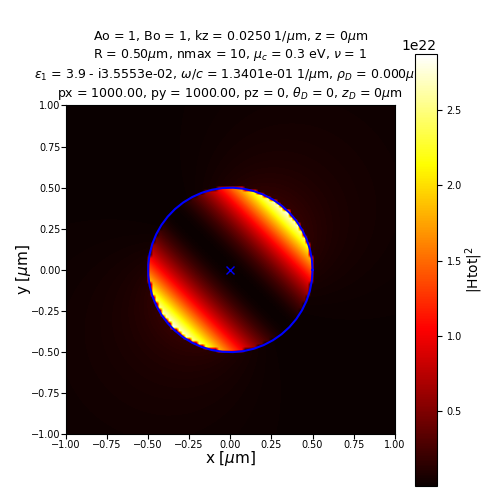 Ao = 1, Bo = 1, kz = 0.0250 1/μm, z = 0μm
R = 0.50μm, nmax = 10, μc = 0.3 eV, ν = 1
ε1 = 3.9 - i3.5553e-02, ω/c = 1.3401e-01 1/μm, ρD = 0.000μ
px = 1000.00, py = 1000.00, pz = 0, θD = 0, zD = 0μm
1e22
1.00
0.75
0.50
0.25
0.00
−0.25
−0.50
−0.75
−1.00
y [μm]
−1.00 −0.75 −0.50 −0.25 0.00 0.25 0.50 0.75 1.00
x [μm]
2.5
2.0
1.5
1.0
0.5
|Htot|²